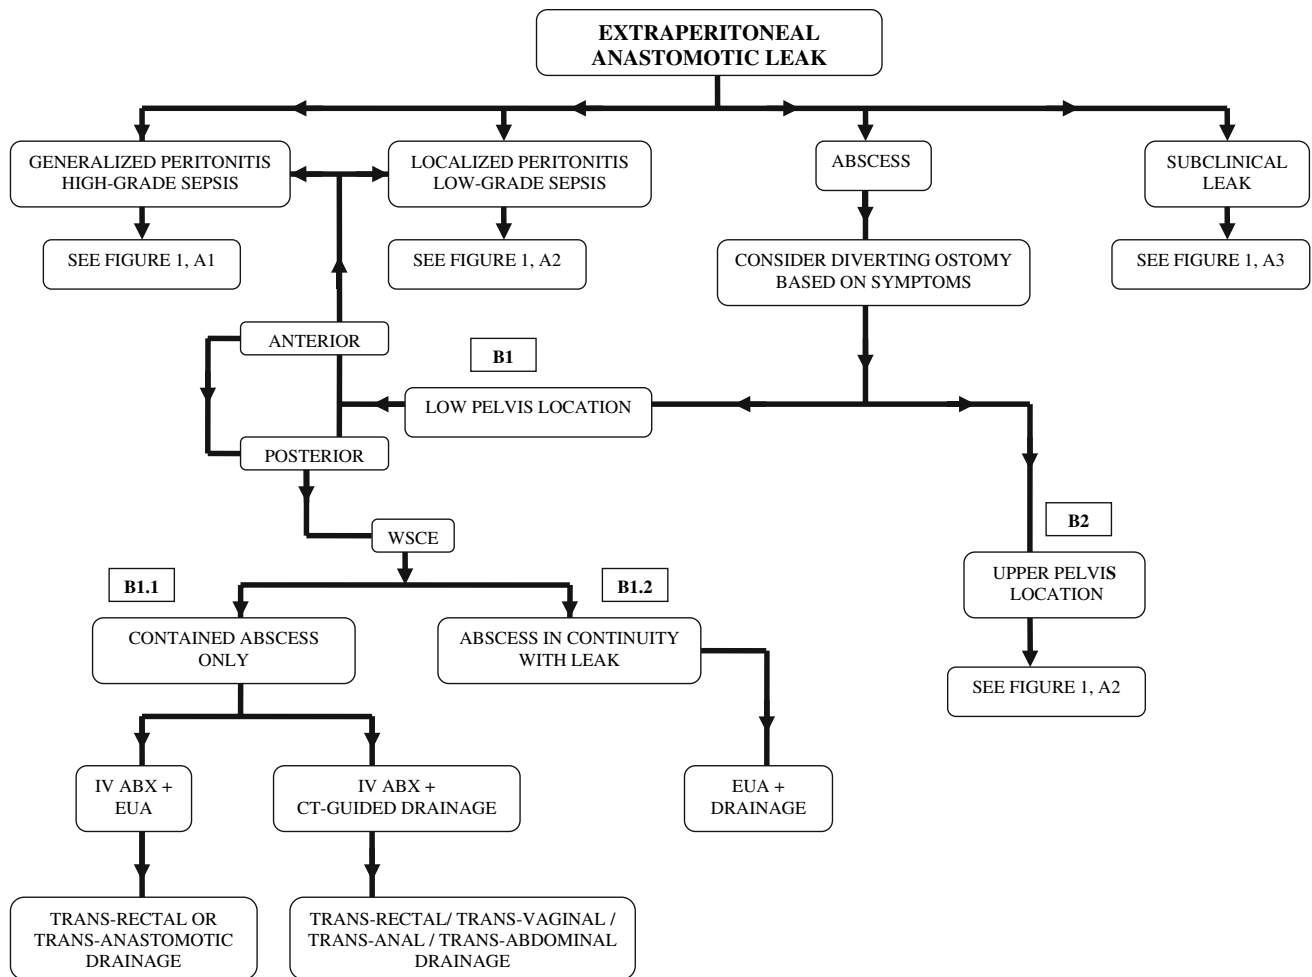 EXTRAPERITONEAL
ANASTOMOTIC LEAK
GENERALIZED PERITONITIS
HIGH-GRADE SEPSIS
LOCALIZED PERITONITIS
LOW-GRADE SEPSIS
ABSCESS
SUBCLINICAL
LEAK
SEE FIGURE 1, A1
SEE FIGURE 1, A2
CONSIDER DIVERTING OSTOMY
BASED ON SYMPTOMS
SEE FIGURE 1, A3
ANTERIOR
B1
LOW PELVIS LOCATION
POSTERIOR
WSCE
B2
UPPER PELVIS
LOCATION
B1.1
B1.2
CONTAINED ABSCESS
ONLY
ABSCESS IN CONTINUITY
WITH LEAK
SEE FIGURE 1, A2
IV ABX +
EUA
IV ABX +
CT-GUIDED DRAINAGE
EUA +
DRAINAGE
TRANS-RECTAL OR
TRANS-ANASTOMOTIC
DRAINAGE
TRANS-RECTAL/ TRANS-VAGINAL /
TRANS-ANAL / TRANS-ABDOMINAL
DRAINAGE